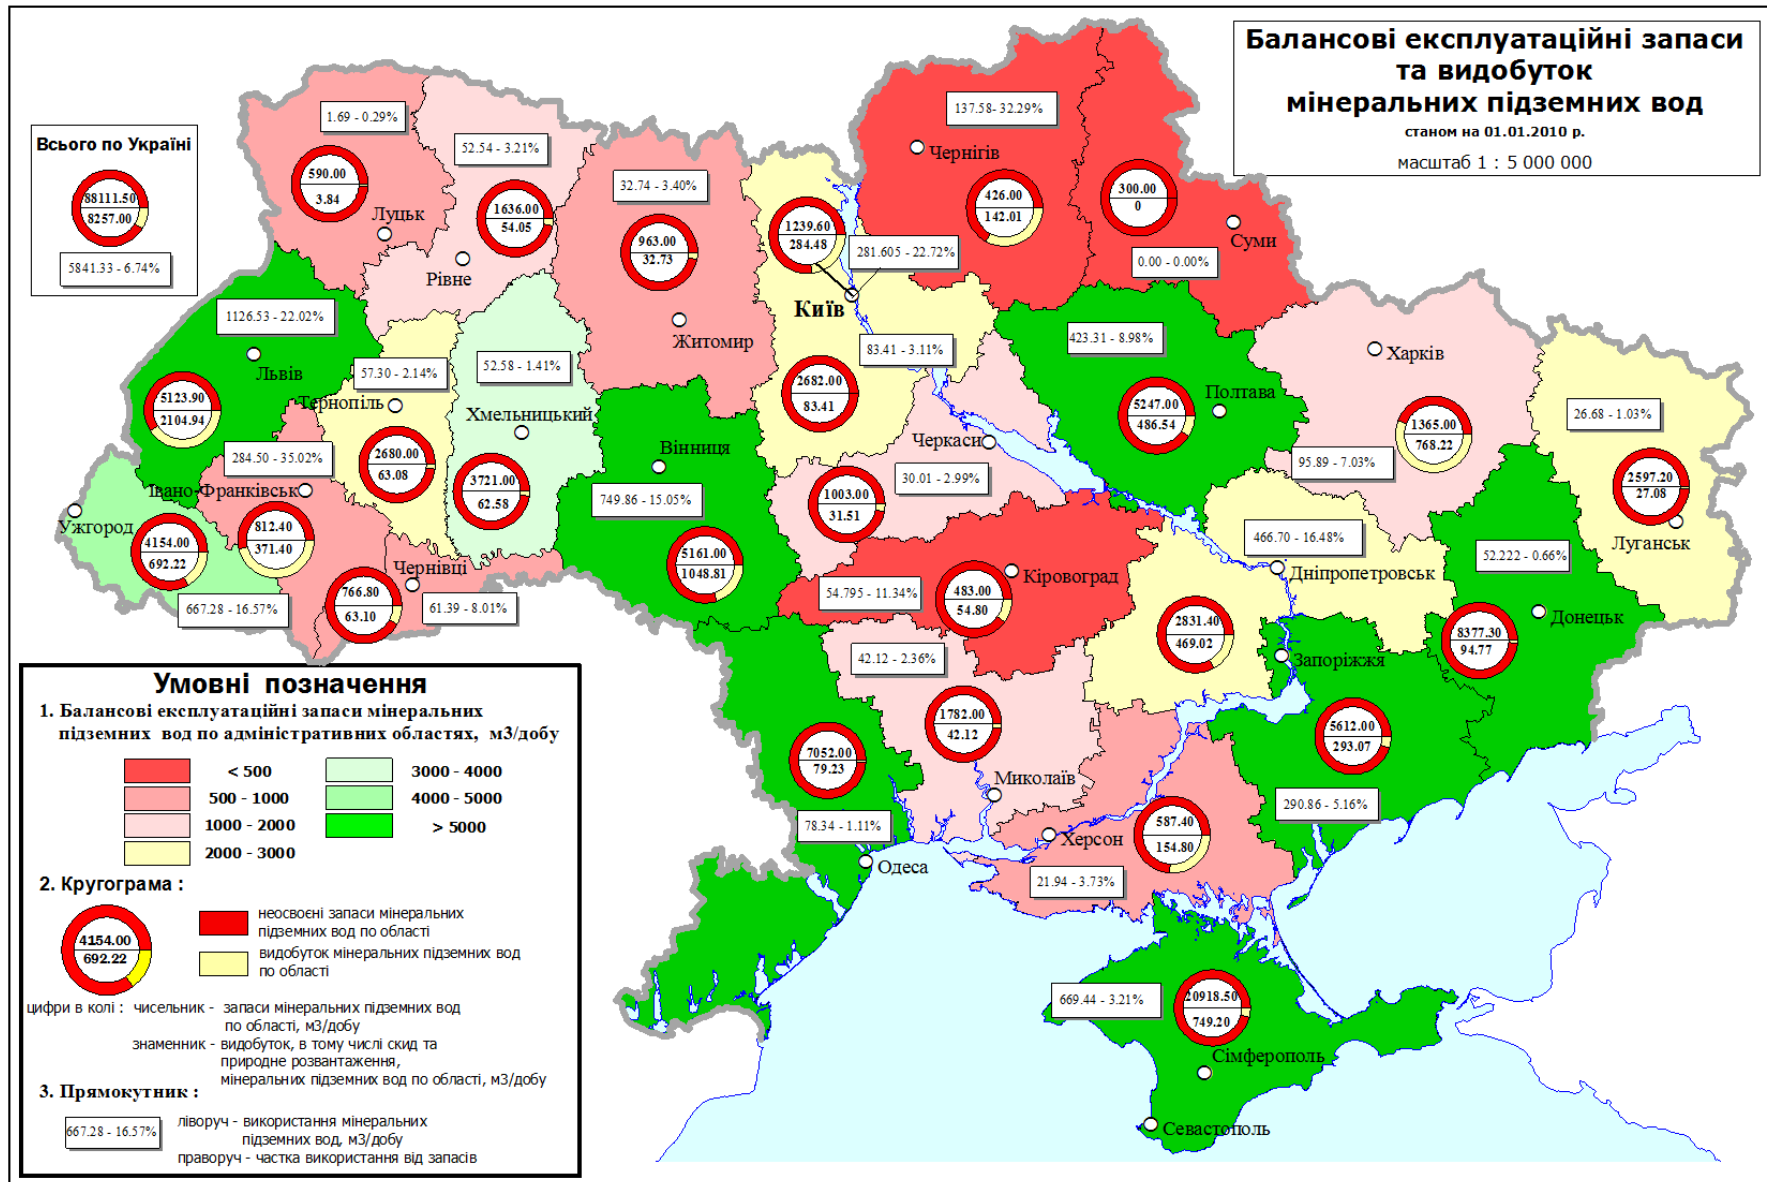 Балансові експлуатаційні запаси
та видобуток
мінеральних підземних вод
станом на 01.01.2010 р.
масштаб 1 : 5 000 000
Всього по Україні
88111.50
8257.00
5841.33 - 6.74%
1.69 - 0.29%
590.00
3.84
Луцьк
52.54 - 3.21%
1636.00
54.05
Рівне
32.74 - 3.40%
963.00
32.73
Житомир
1239.60
284.48
281.605 - 22.72%
Київ
137.58- 32.29%
Чернігів
426.00
142.01
300.00
0
Суми
0.00 - 0.00%
1126.53 - 22.02%
Львів
5123.90
2104.94
57.30 - 2.14%
Тернопіль
2680.00
63.08
52.58 - 1.41%
Хмельницький
3721.00
62.58
83.41 - 3.11%
2682.00
83.41
423.31 - 8.98%
Полтава
5247.00
486.54
Харків
1365.00
768.22
95.89 - 7.03%
26.68 - 1.03%
2597.20
27.08
Луганськ
284.50 - 35.02%
Івано-Франківськ
812.40
371.40
Ужгород
4154.00
692.22
667.28 - 16.57%
Чернівці
766.80
63.10
61.39 - 8.01%
Вінниця
749.86 - 15.05%
5161.00
1048.81
Черкаси
30.01 - 2.99%
1003.00
31.51
Кіровоград
54.795 - 11.34%
483.00
54.80
466.70 - 16.48%
Дніпропетровськ
2831.40
469.02
52.222 - 0.66%
Донецьк
8377.30
94.77
Запоріжжя
5612.00
293.07
290.86 - 5.16%
42.12 - 2.36%
1782.00
42.12
Миколаїв
7052.00
79.23
78.34 - 1.11%
Одеса
Херсон
587.40
154.80
21.94 - 3.73%
669.44 - 3.21%
20918.50
749.20
Сімферополь
Севастополь
Умовні позначення
1. Балансові експлуатаційні запаси мінеральних
підземних вод по адміністративних областях, м3/добу
< 500
500 - 1000
1000 - 2000
2000 - 3000
3000 - 4000
4000 - 5000
> 5000
2. Кругограма :
4154.00
692.22
неосвоєні запаси мінеральних
підземних вод по області
видобуток мінеральних підземних вод
по області
цифри в колі : чисельник - запаси мінеральних підземних вод
по області, м3/добу
знаменник - видобуток, в тому числі скид та
природне розвантаження,
мінеральних підземних вод по області, м3/добу
3. Прямокутник :
667.28 - 16.57%
ліворуч - використання мінеральних
підземних вод, м3/добу
праворуч - частка використання від запасів